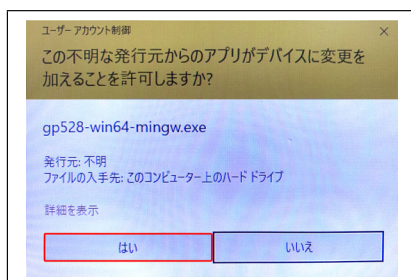 ユーザー アカウント制御
×
この不明な発行元からのアプリがデバイスに変更を
加えることを許可しますか?
gp528-win64-mingw.exe
発行元: 不明
ファイルの入手先: このコンピューター上のハード ドライブ
詳細を表示
はい
いいえ